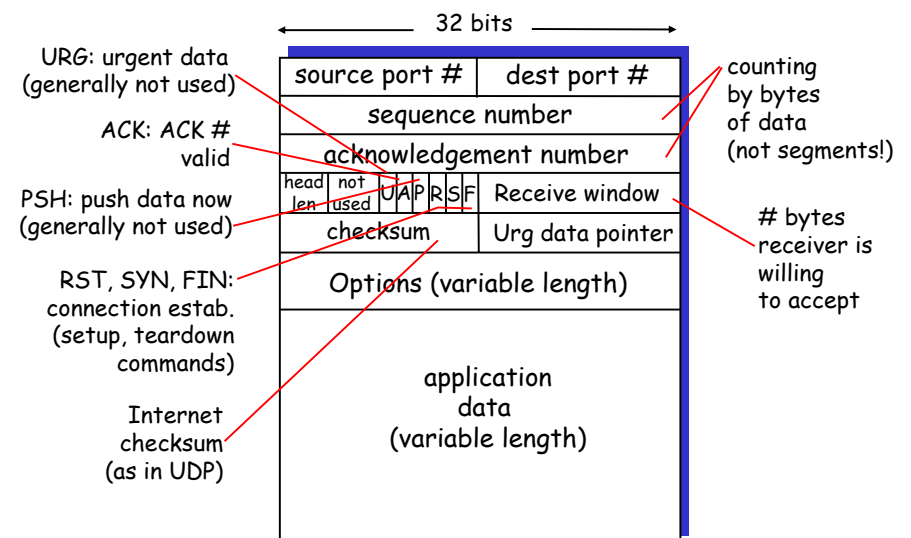 32 bits
URG: urgent data
(generally not used)
ACK: ACK #
valid
PSH: push data now
(generally not used)
RST, SYN, FIN:
connection estab.
(setup, teardown
commands)
Internet
checksum
(as in UDP)
source port # dest port #
sequence number
acknowledgement number
head
len
not
used
U A P R S F
Receive window
checksum Urg data pointer
Options (variable length)
application
data
(variable length)
counting
by bytes
of data
(not segments!)
# bytes
receiver is
willing
to accept